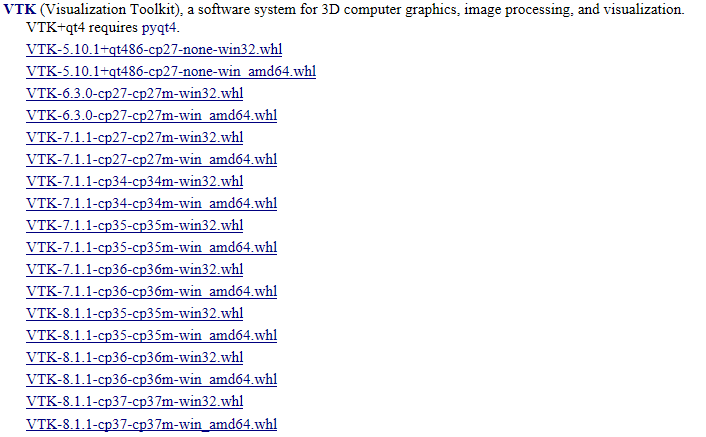 VTK (Visualization Toolkit), a software system for 3D computer graphics, image processing, and visualization.
VTK+qt4 requires pyqt4.
VTK-5.10.1+qt486-cp27-none-win32.whl
VTK-5.10.1+qt486-cp27-none-win_amd64.whl
VTK-6.3.0-cp27-cp27m-win32.whl
VTK-6.3.0-cp27-cp27m-win_amd64.whl
VTK-7.1.1-cp27-cp27m-win32.whl
VTK-7.1.1-cp27-cp27m-win_amd64.whl
VTK-7.1.1-cp34-cp34m-win32.whl
VTK-7.1.1-cp34-cp34m-win_amd64.whl
VTK-7.1.1-cp35-cp35m-win32.whl
VTK-7.1.1-cp35-cp35m-win_amd64.whl
VTK-7.1.1-cp36-cp36m-win32.whl
VTK-7.1.1-cp36-cp36m-win_amd64.whl
VTK-8.1.1-cp35-cp35m-win32.whl
VTK-8.1.1-cp35-cp35m-win_amd64.whl
VTK-8.1.1-cp36-cp36m-win32.whl
VTK-8.1.1-cp36-cp36m-win_amd64.whl
VTK-8.1.1-cp37-cp37m-win32.whl
VTK-8.1.1-cp37-cp37m-win_amd64.whl